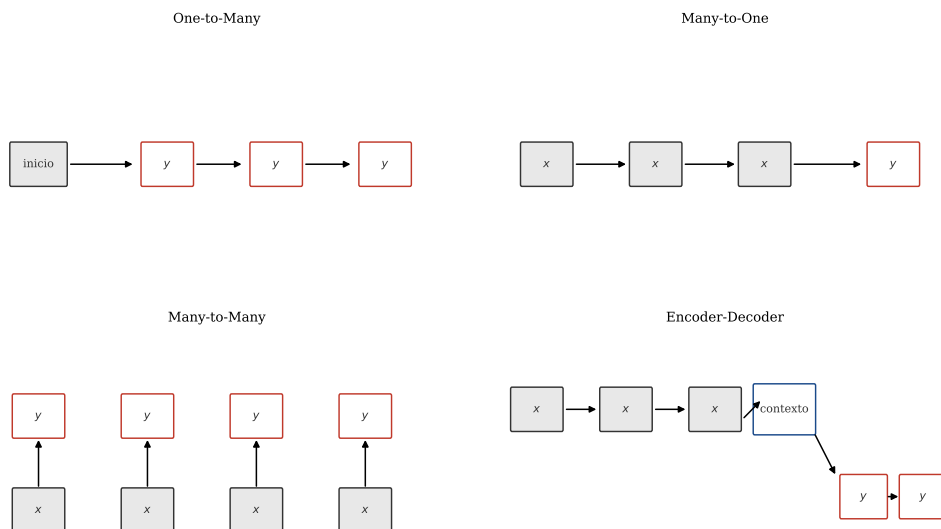 One-to-Many
inicio y y y
Many-to-One
x x x y
Many-to-Many
y y y y
x x x x
Encoder-Decoder
x x x contexto
y y